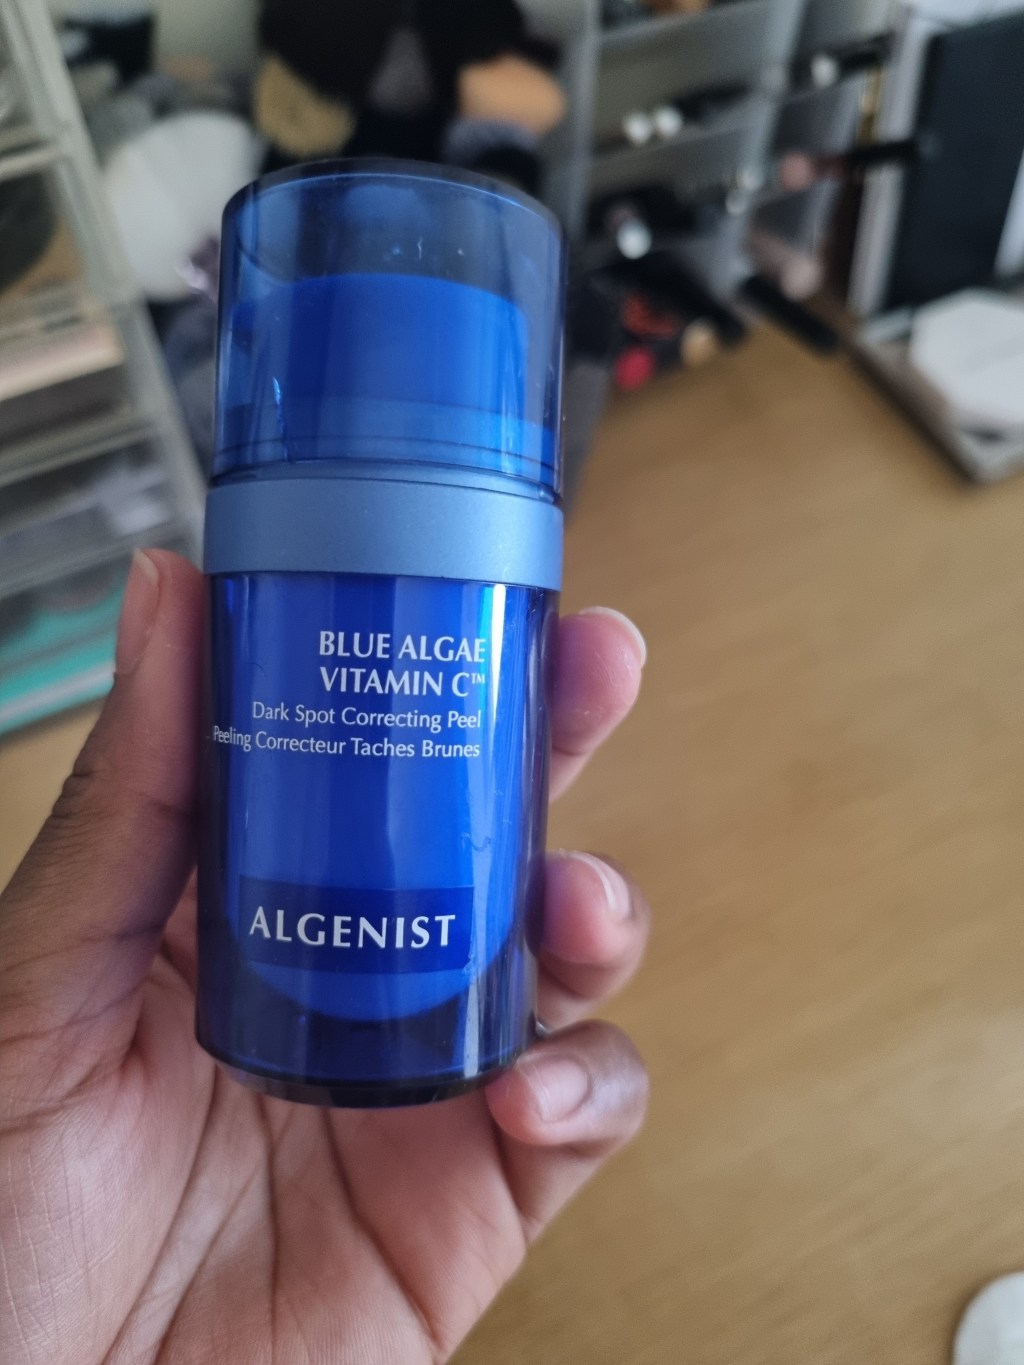 BLUE ALGAE
VITAMIN C™
Dark Spot Correcting Peel
Peeling Correcteur Taches Brunes
ALGENIST